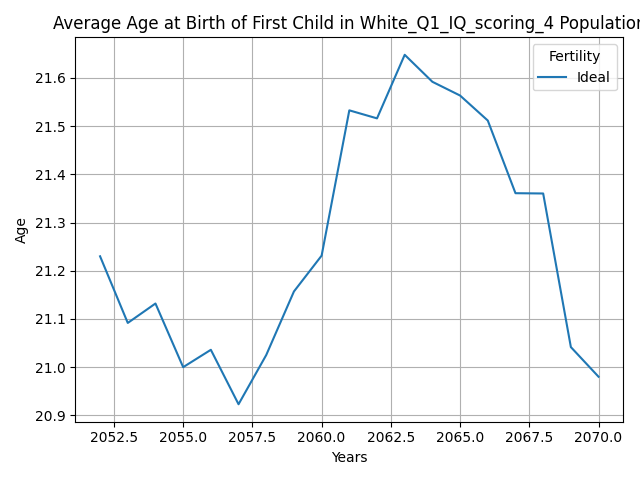 Average Age at Birth of First Child in White_Q1_IQ_scoring_4 Population
Fertility
Ideal
21.6
21.5
21.4
21.3
21.2
21.1
21.0
20.9
Age
2052.5 2055.0 2057.5 2060.0 2062.5 2065.0 2067.5 2070.0
Years